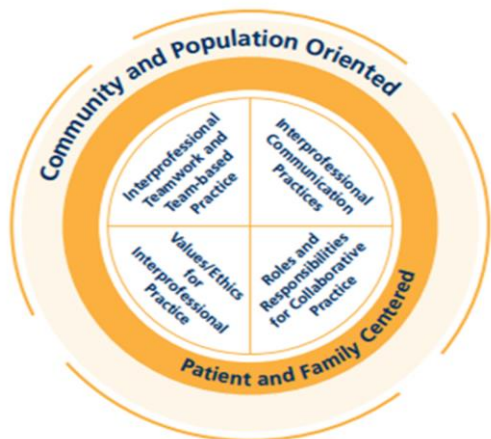 Community and Population Oriented
Interprofessional
Teamwork and
Team-based
Practice
Interprofessional
Communication
Practices
Values/Ethics
for
Interprofessional
Practice
Roles and
Responsibilities
for Collaborative
Practice
Patient and Family Centered